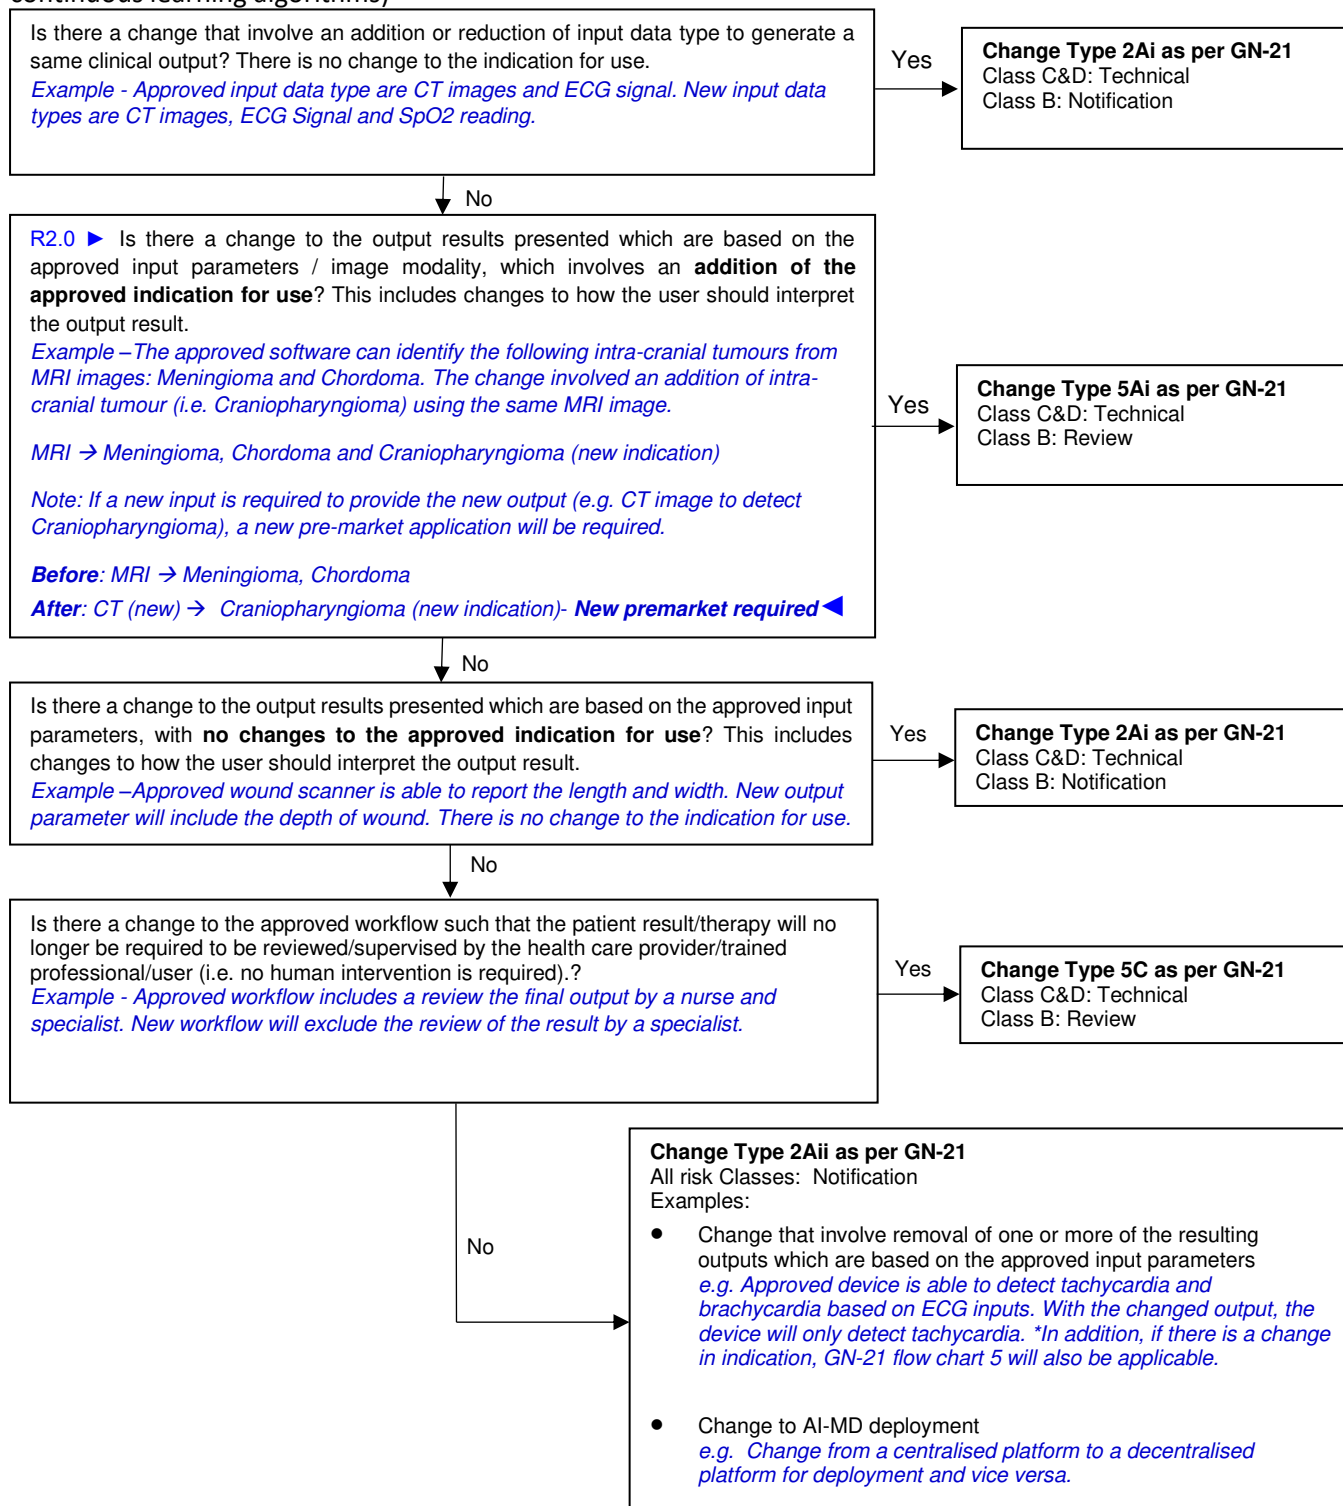 Is there a change that involve an addition or reduction of input data type to generate a
same clinical output? There is no change to the indication for use.
Example - Approved input data type are CT images and ECG signal. New input data
types are CT images, ECG Signal and SpO2 reading.
Yes
Change Type 2Ai as per GN-21
Class C&D: Technical
Class B: Notification
No
R2.0 ► Is there a change to the output results presented which are based on the
approved input parameters / image modality, which involves an addition of the
approved indication for use? This includes changes to how the user should interpret
the output result.
Example –The approved software can identify the following intra-cranial tumours from
MRI images: Meningioma and Chordoma. The change involved an addition of intra-
cranial tumour (i.e. Craniopharyngioma) using the same MRI image.
MRI → Meningioma, Chordoma and Craniopharyngioma (new indication)
Note: If a new input is required to provide the new output (e.g. CT image to detect
Craniopharyngioma), a new pre-market application will be required.
Before: MRI → Meningioma, Chordoma
After: CT (new) → Craniopharyngioma (new indication)- New premarket required◄
Yes
Change Type 5Ai as per GN-21
Class C&D: Technical
Class B: Review
No
Is there a change to the output results presented which are based on the approved input
parameters, with no changes to the approved indication for use? This includes
changes to how the user should interpret the output result.
Example –Approved wound scanner is able to report the length and width. New output
parameter will include the depth of wound. There is no change to the indication for use.
Yes
Change Type 2Ai as per GN-21
Class C&D: Technical
Class B: Notification
No
Is there a change to the approved workflow such that the patient result/therapy will no
longer be required to be reviewed/supervised by the health care provider/trained
professional/user (i.e. no human intervention is required).?
Example - Approved workflow includes a review the final output by a nurse and
specialist. New workflow will exclude the review of the result by a specialist.
Yes
Change Type 5C as per GN-21
Class C&D: Technical
Class B: Review
No
Change Type 2Aii as per GN-21
All risk Classes: Notification
Examples:
● Change that involve removal of one or more of the resulting
outputs which are based on the approved input parameters
e.g. Approved device is able to detect tachycardia and
brachycardia based on ECG inputs. With the changed output, the
device will only detect tachycardia. *In addition, if there is a change
in indication, GN-21 flow chart 5 will also be applicable.
● Change to AI-MD deployment
e.g. Change from a centralised platform to a decentralised
platform for deployment and vice versa.